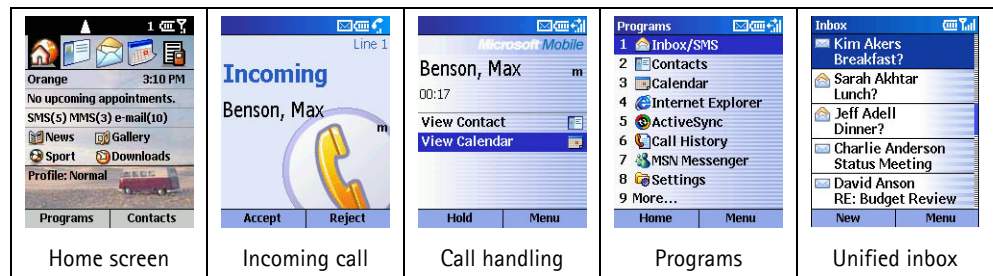 1
Orange 3:10 PM
No upcoming appointments.
SMS(5) MMS(3) e-mail(10)
News Gallery
Sport Downloads
Profile: Normal
Programs Contacts
Home screen
Line 1
Incoming
Benson, Max
m
Accept Reject
Incoming call
Microsoft Mobile
Benson, Max m
00:17
View Contact
View Calendar
Hold Menu
Call handling
Programs
1 Inbox/SMS
2 Contacts
3 Calendar
4 Internet Explorer
5 ActiveSync
6 Call History
7 MSN Messenger
8 Settings
9 More...
Home Menu
Programs
Inbox
Kim Akers
Breakfast?
Sarah Akhtar
Lunch?
Jeff Adell
Dinner?
Charlie Anderson
Status Meeting
David Anson
RE: Budget Review
New Menu
Unified inbox